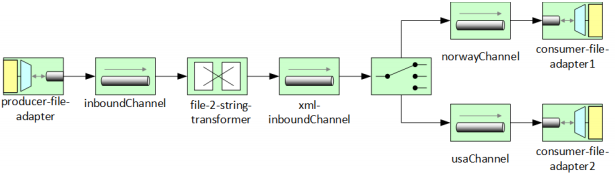 producer-file-
adapter
inboundChannel
file-2-string-
transformer
xml-
inboundChannel
norwayChannel
consumer-file-
adapter1
usaChannel
consumer-file-
adapter2